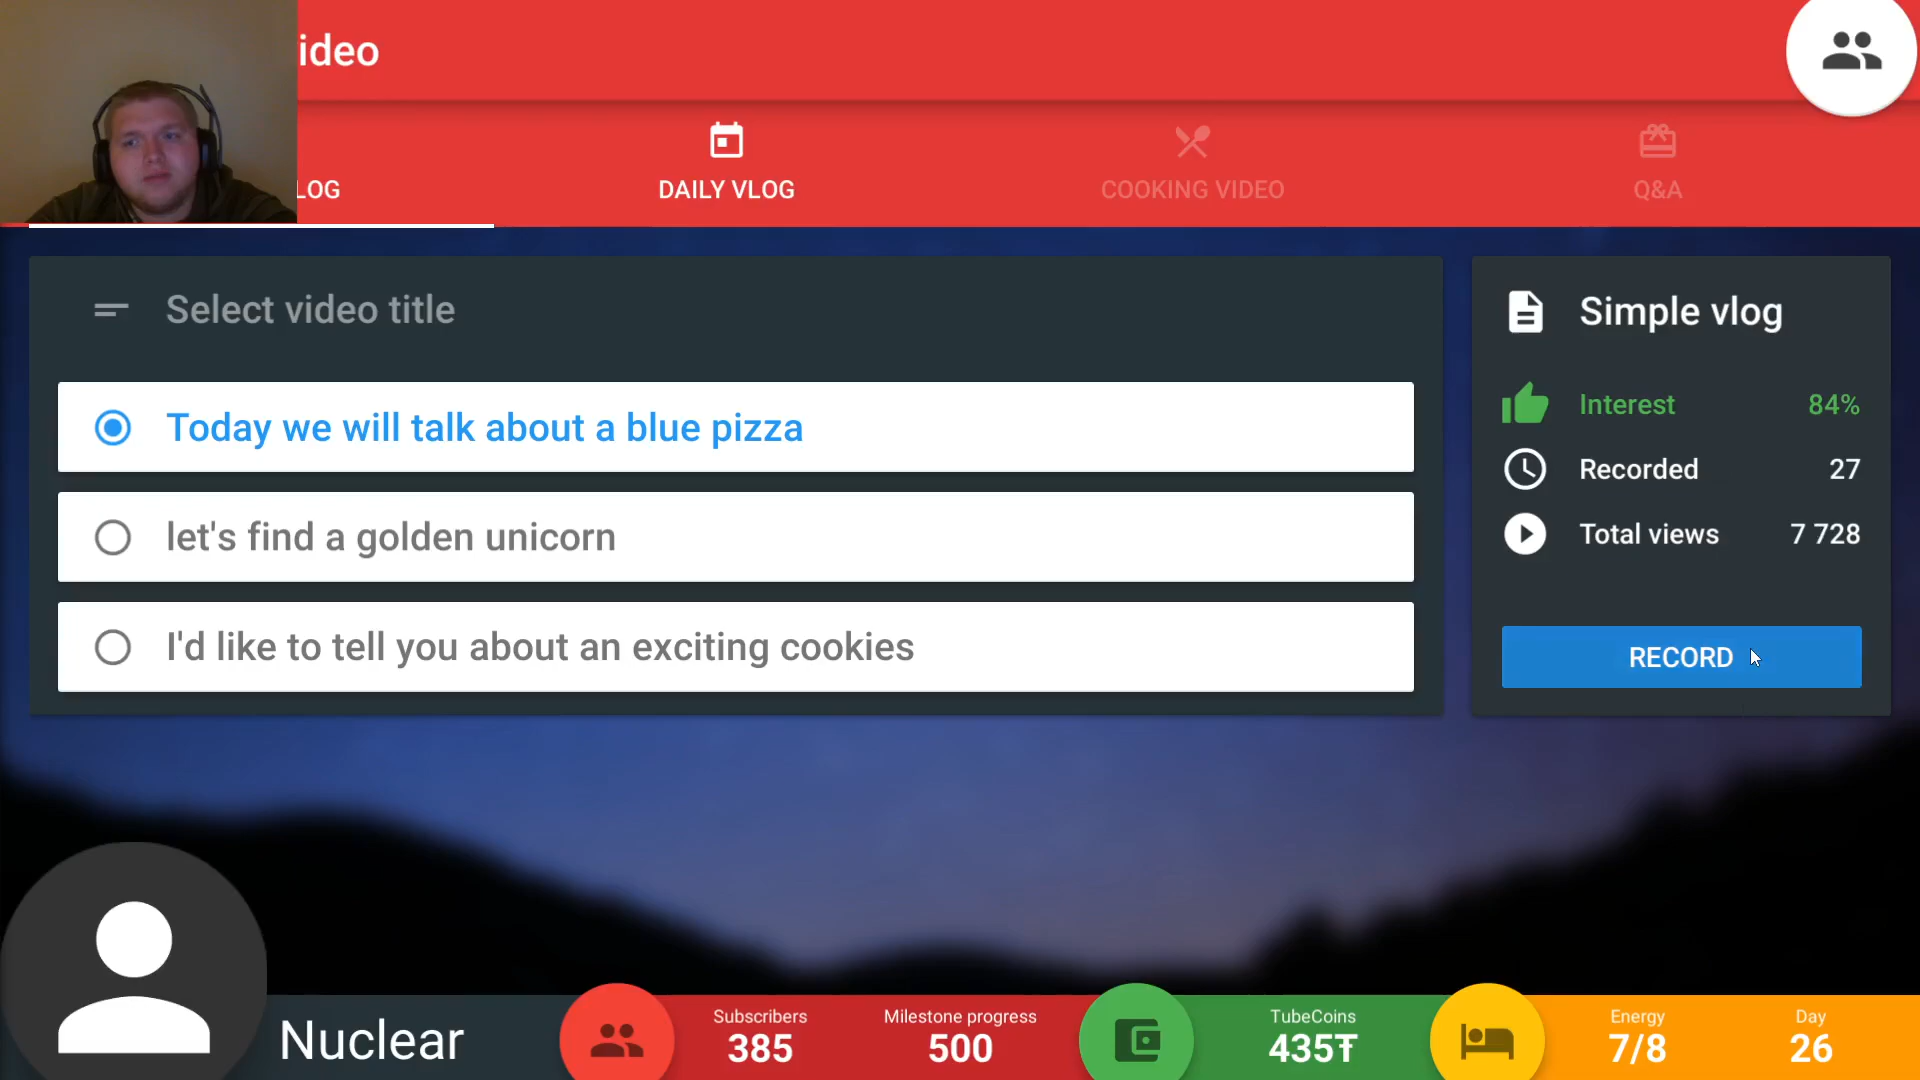 ideo
LOG
DAILY VLOG
COOKING VIDEO
Q&A
Select video title
Today we will talk about a blue pizza
let's find a golden unicorn
I'd like to tell you about an exciting cookies
Simple vlog
Interest 84%
Recorded 27
Total views 7 728
RECORD
Nuclear
Subscribers
385
Milestone progress
500
TubeCoins
435Ŧ
Energy
7/8
Day
26